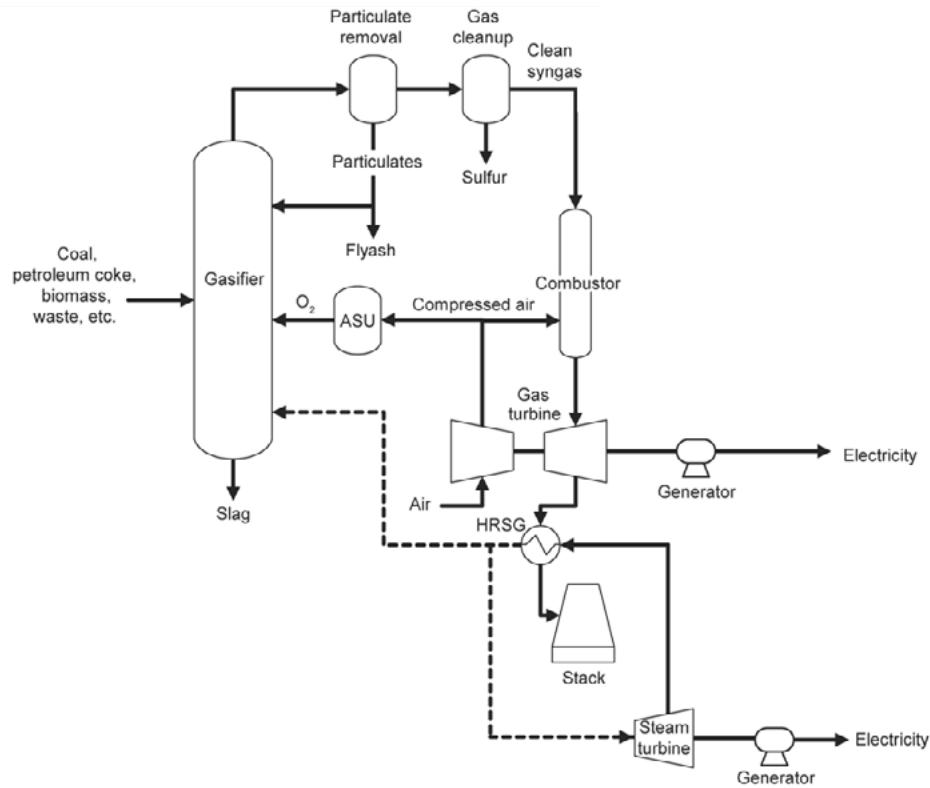 Particulate
removal
Gas
cleanup
Clean
syngas
Particulates
Sulfur
Flyash
Coal,
petroleum coke,
biomass,
waste, etc.
Gasifier
Combustor
O₂
ASU
Compressed air
Gas
turbine
Electricity
Generator
Air
Slag
HRSG
Stack
Steam
turbine
Electricity
Generator